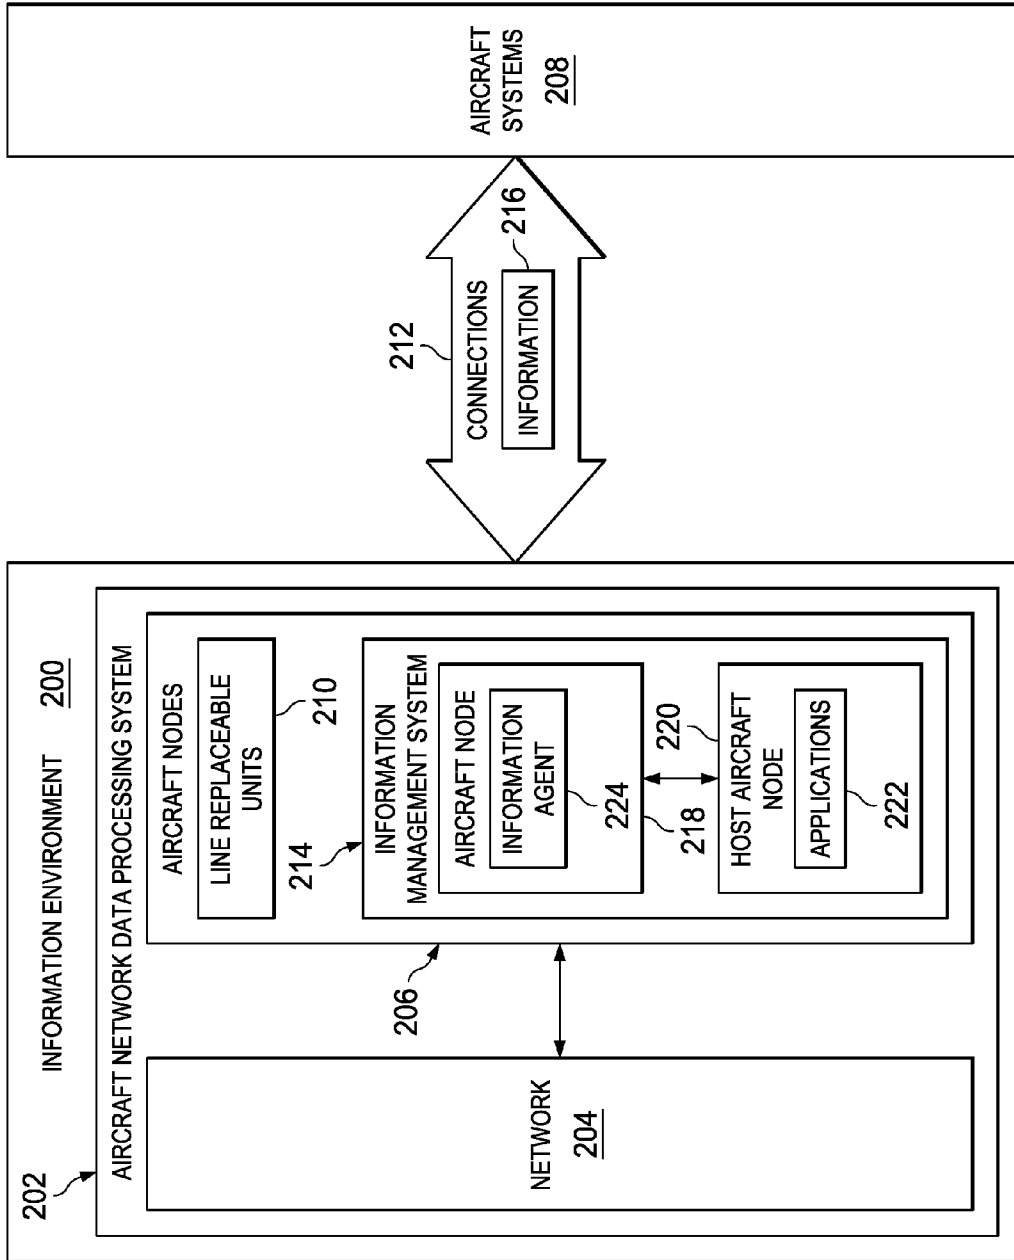 INFORMATION ENVIRONMENT
200
202
AIRCRAFT NETWORK DATA PROCESSING SYSTEM
NETWORK
204
206
AIRCRAFT NODES
LINE REPLACEABLE
UNITS
210
214
INFORMATION
MANAGEMENT SYSTEM
AIRCRAFT NODE
INFORMATION
AGENT
224
218
220
HOST AIRCRAFT
NODE
APPLICATIONS
222
212
CONNECTIONS
INFORMATION
216
AIRCRAFT
SYSTEMS
208